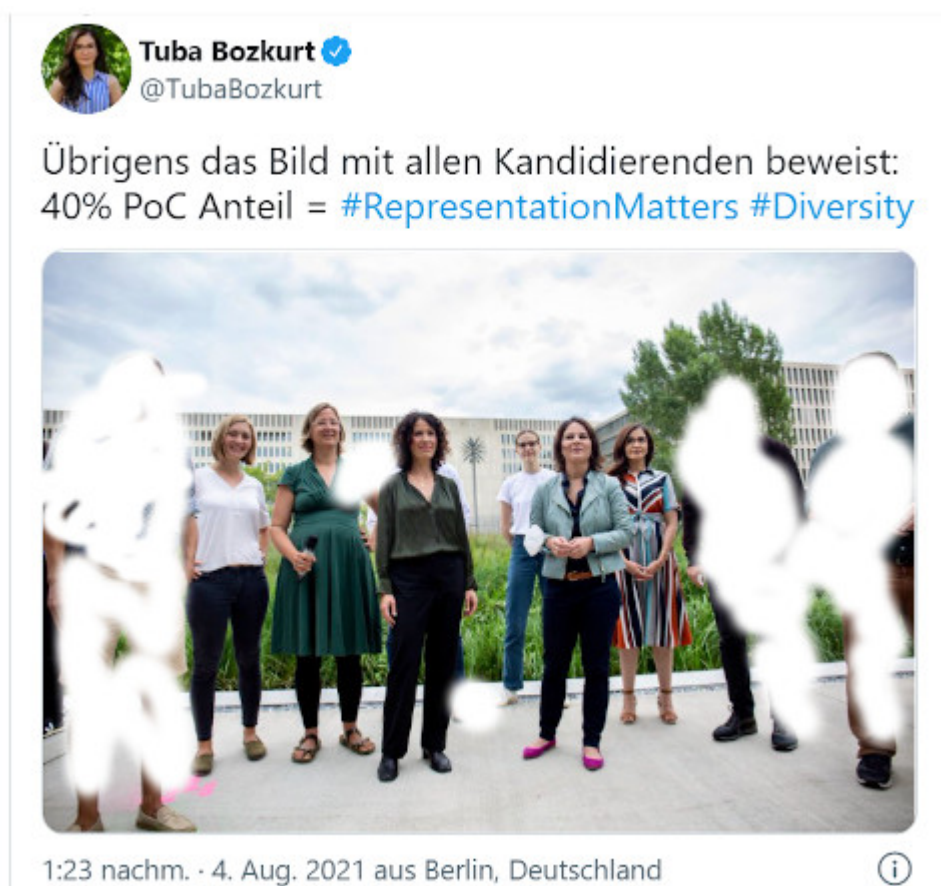 Tuba Bozkurt
@TubaBozkurt
Übrigens das Bild mit allen Kandidierenden beweist:
40% PoC Anteil = #RepresentationMatters #Diversity
1:23 nachm. · 4. Aug. 2021 aus Berlin, Deutschland